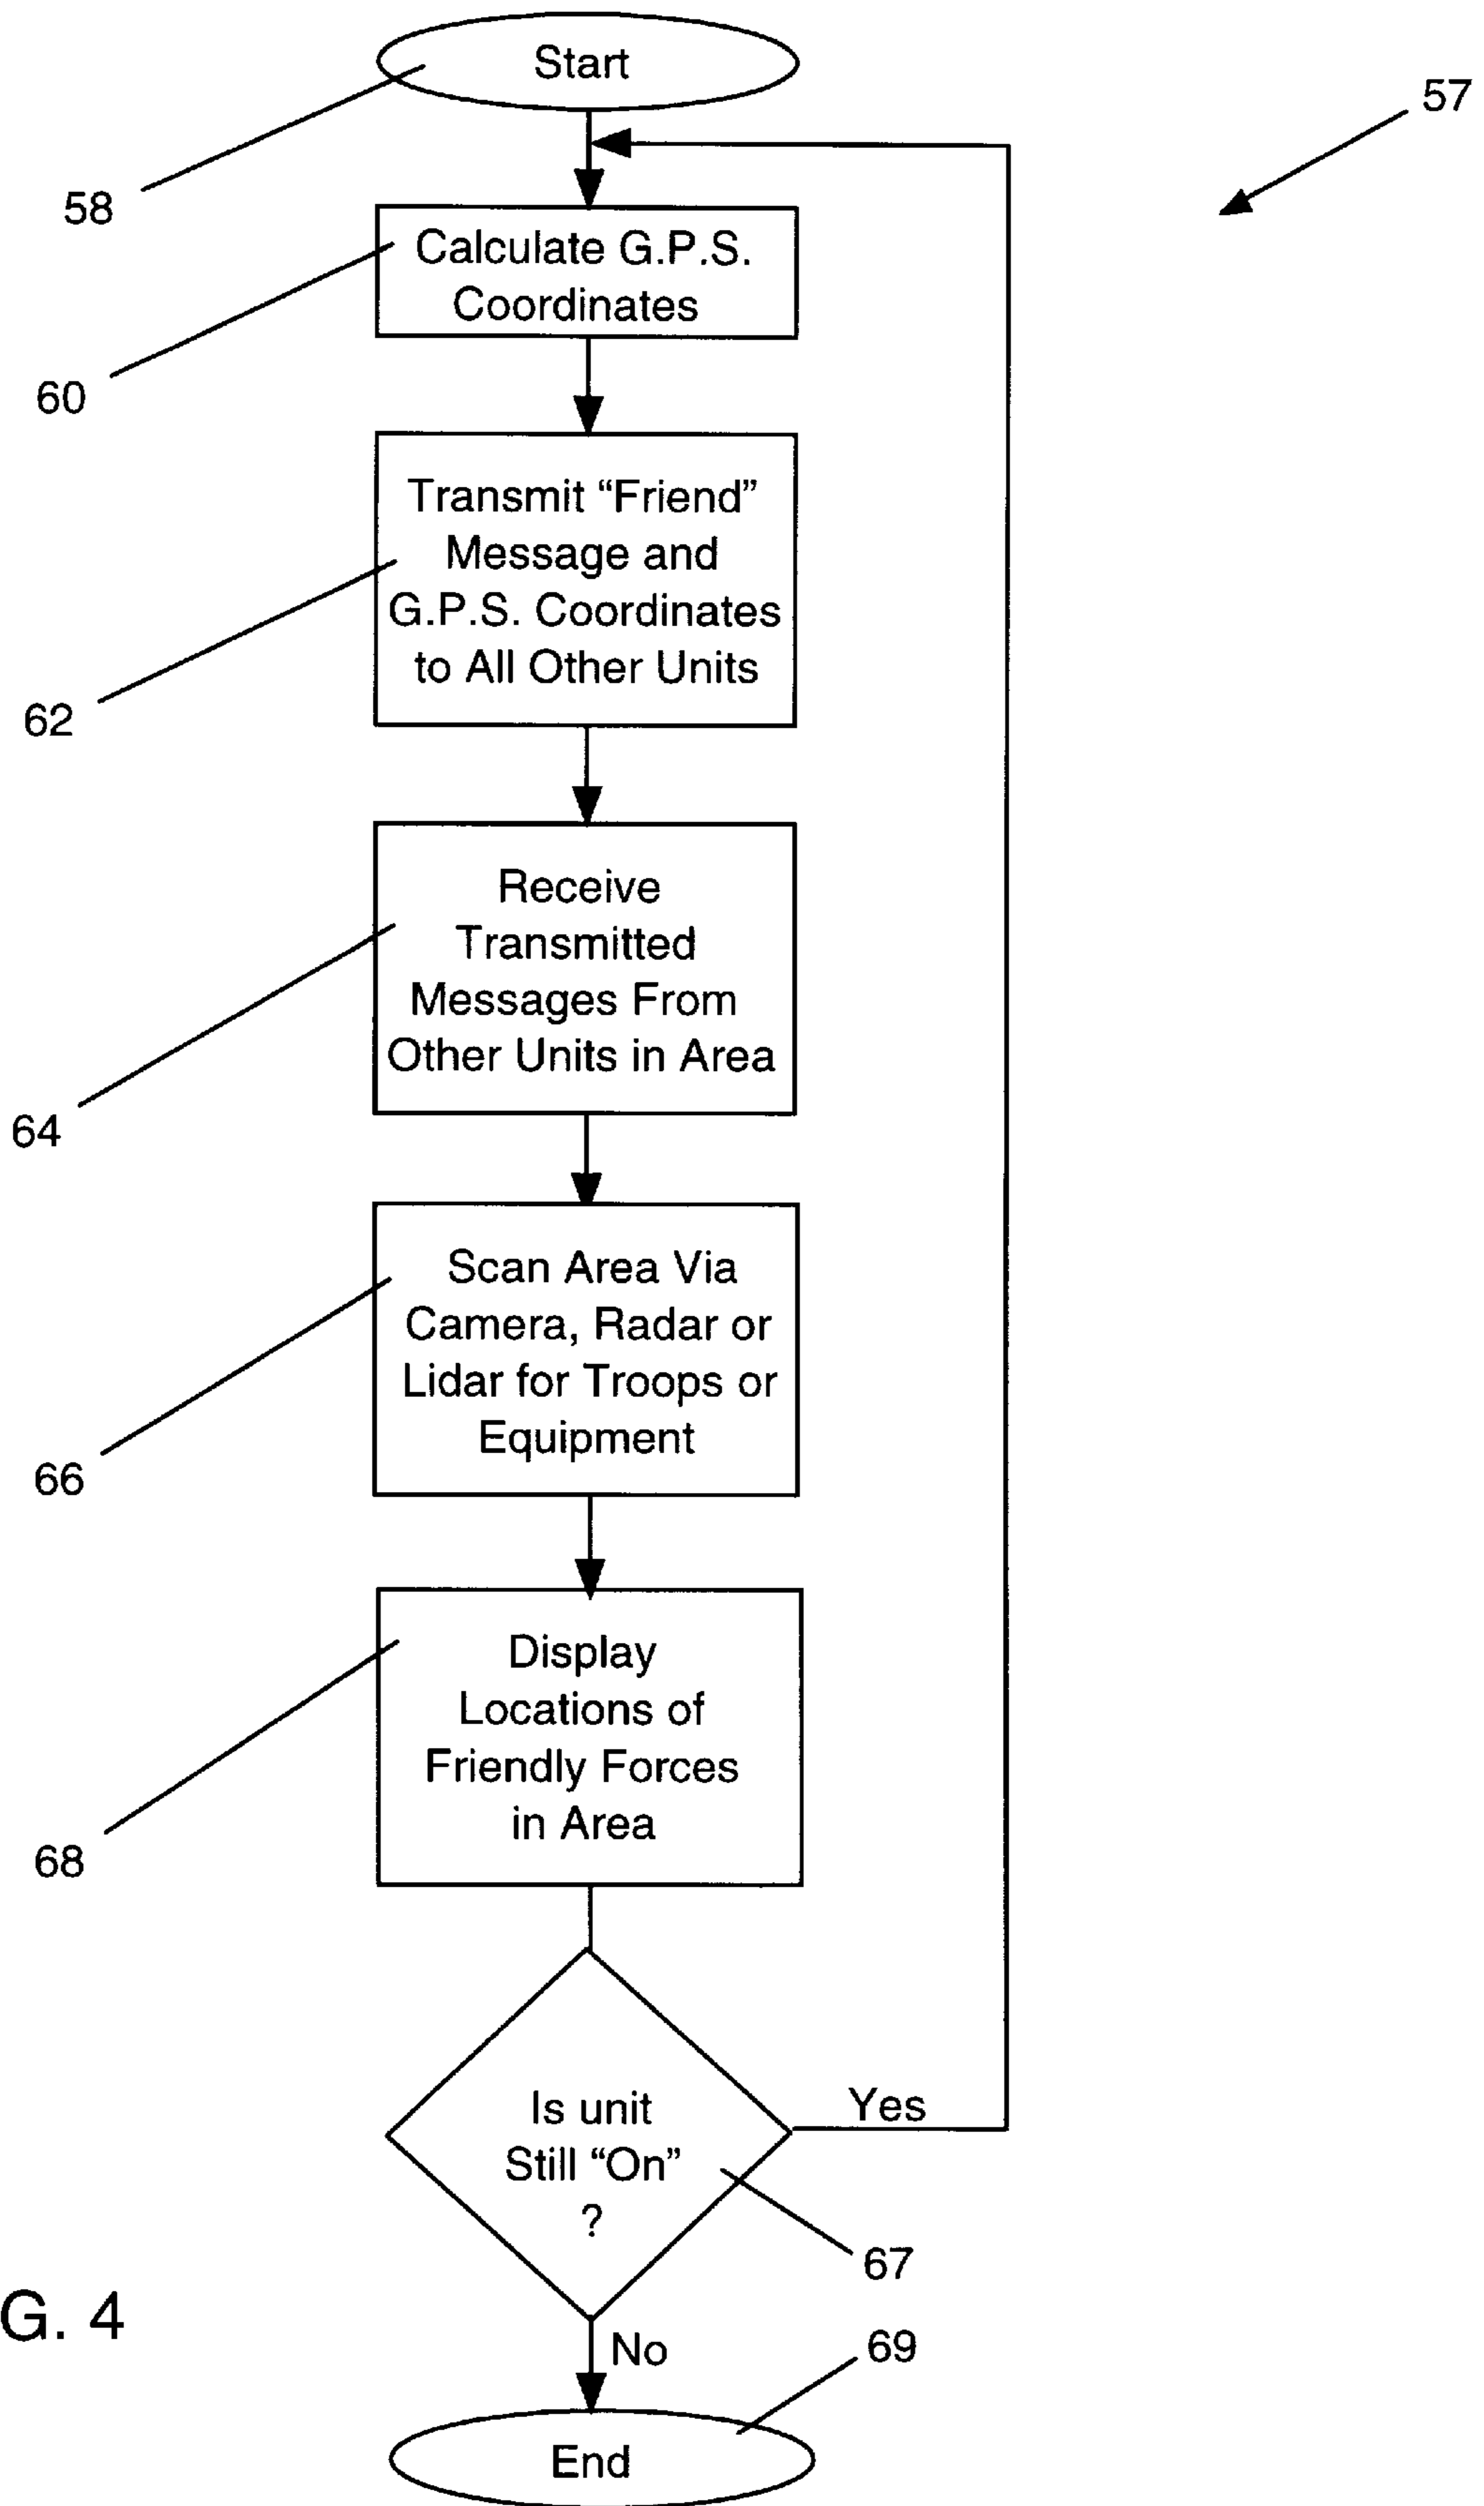 Start
57
58
Calculate G.P.S.
Coordinates
60
Transmit “Friend”
Message and
G.P.S. Coordinates
to All Other Units
62
Receive
Transmitted
Messages From
Other Units in Area
64
Scan Area Via
Camera, Radar or
Lidar for Troops or
Equipment
66
Display
Locations of
Friendly Forces
in Area
68
Is unit
Still “On”
?
Yes
67
G. 4
No
69
End